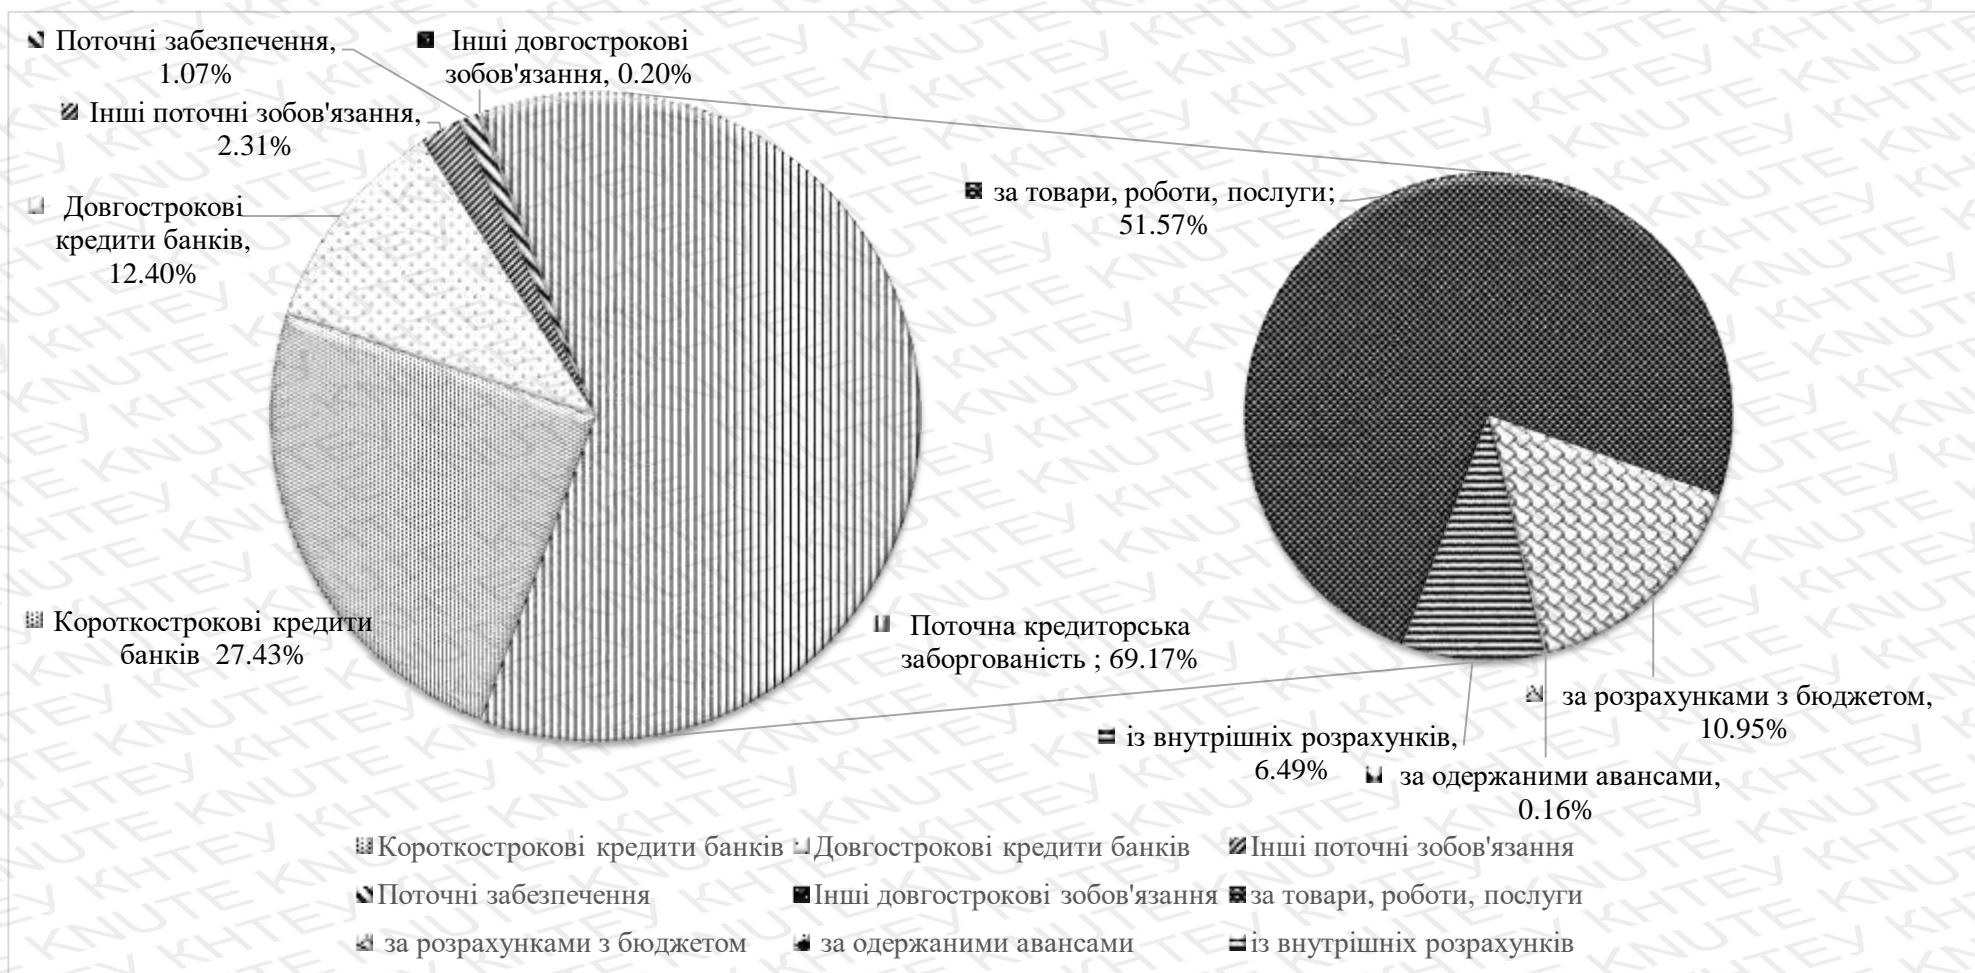 Поточні забезпечення,
1.07%
Інші довгострокові
зобов'язання, 0.20%
Інші поточні зобов'язання,
2.31%
Довгострокові
кредити банків,
12.40%
за товари, роботи, послуги;
51.57%
Короткострокові кредити
банків 27.43%
Поточна кредиторська
заборгованість ; 69.17%
за розрахунками з бюджетом,
10.95%
із внутрішніх розрахунків,
6.49%
за одержаними авансами,
0.16%
Короткострокові кредити банків Довгострокові кредити банків Інші поточні зобов'язання
Поточні забезпечення Інші довгострокові зобов'язання за товари, роботи, послуги
за розрахунками з бюджетом за одержаними авансами із внутрішніх розрахунків